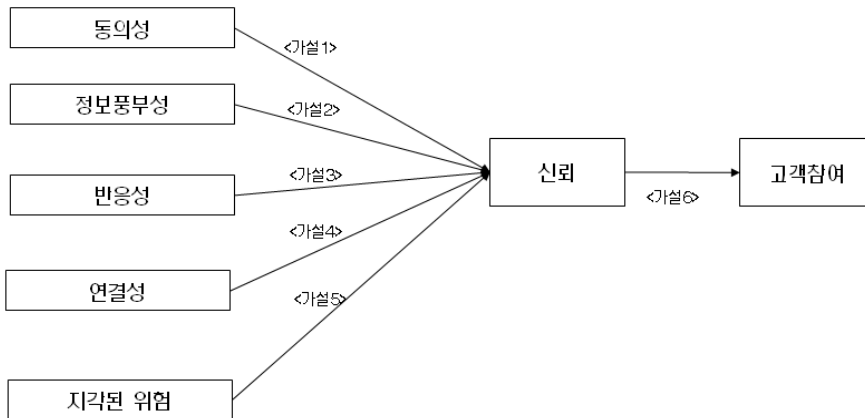 동의성
<가설1>
정보풍부성
<가설2>
반응성
<가설3>
신뢰
고객참여
<가설6>
<가설4>
연결성
<가설5>
지각된 위험